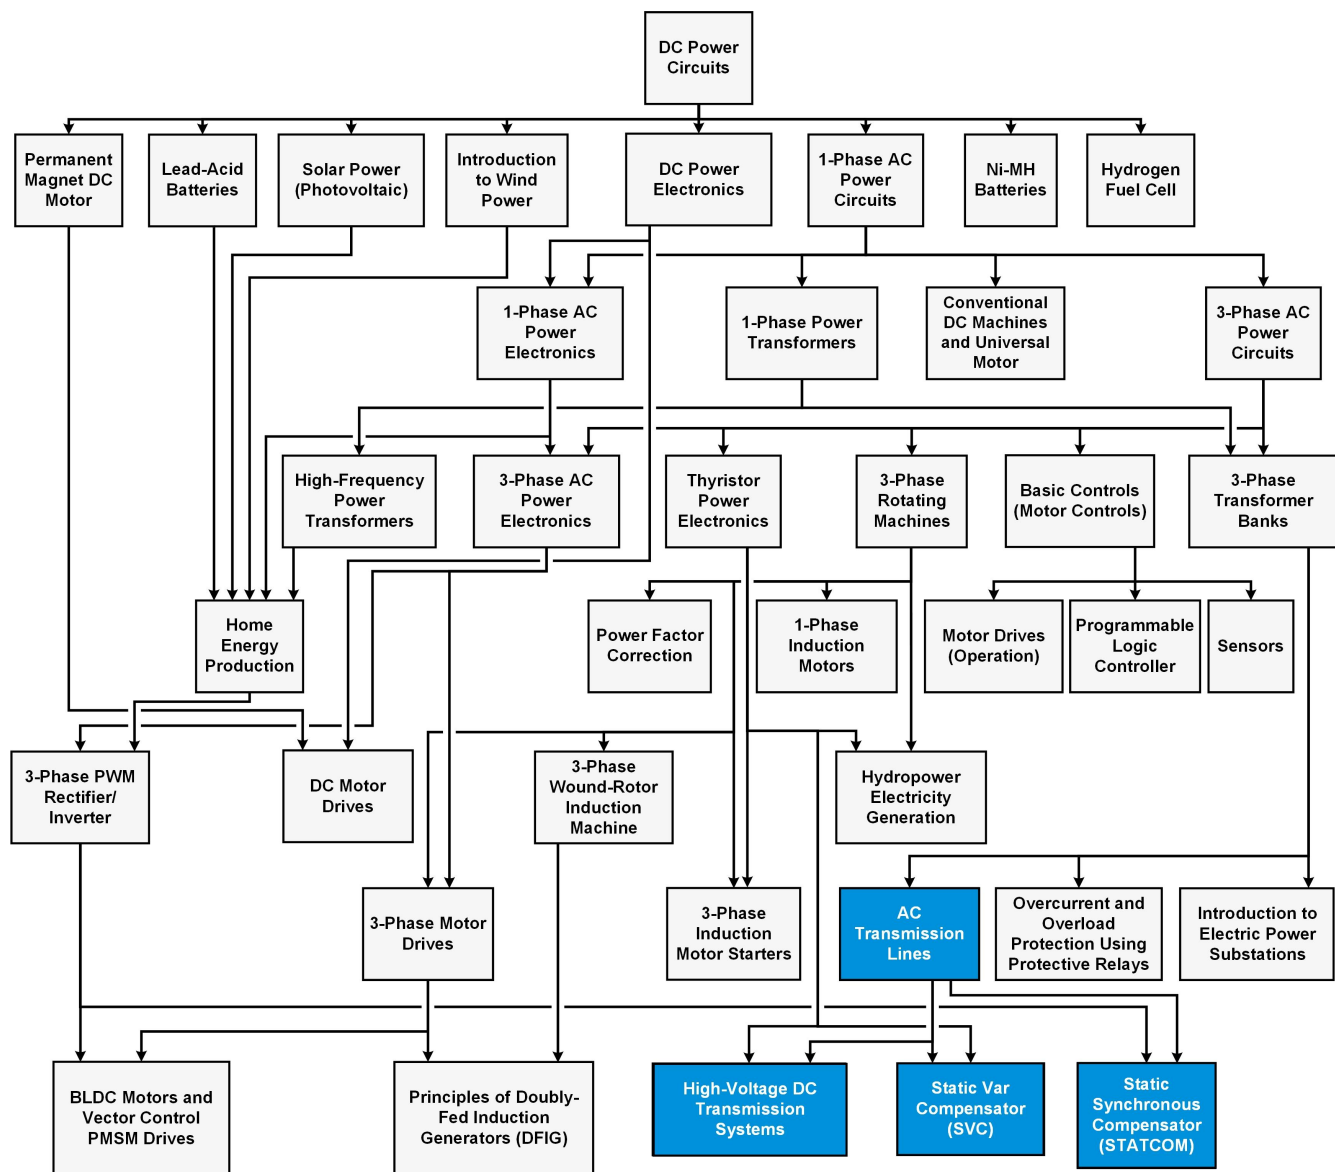 DC Power
Circuits
Permanent
Magnet DC
Motor
Lead-Acid
Batteries
Solar Power
(Photovoltaic)
Introduction
to Wind
Power
DC Power
Electronics
1-Phase AC
Power
Circuits
Ni-MH
Batteries
Hydrogen
Fuel Cell
1-Phase AC
Power
Electronics
1-Phase Power
Transformers
Conventional
DC Machines
and Universal
Motor
3-Phase AC
Power
Circuits
High-Frequency
Power
Transformers
3-Phase AC
Power
Electronics
Thyristor
Power
Electronics
3-Phase
Rotating
Machines
Basic Controls
(Motor Controls)
3-Phase
Transformer
Banks
Home
Energy
Production
Power Factor
Correction
1-Phase
Induction
Motors
Motor Drives
(Operation)
Programmable
Logic
Controller
Sensors
3-Phase PWM
Rectifier/
Inverter
DC Motor
Drives
3-Phase
Wound-Rotor
Induction
Machine
Hydropower
Electricity
Generation
3-Phase Motor
Drives
3-Phase
Induction
Motor Starters
AC
Transmission
Lines
Overcurrent and
Overload
Protection Using
Protective Relays
Introduction to
Electric Power
Substations
BLDC Motors and
Vector Control
PMSM Drives
Principles of Doubly-
Fed Induction
Generators (DFIG)
High-Voltage DC
Transmission
Systems
Static Var
Compensator
(SVC)
Static
Synchronous
Compensator
(STATCOM)